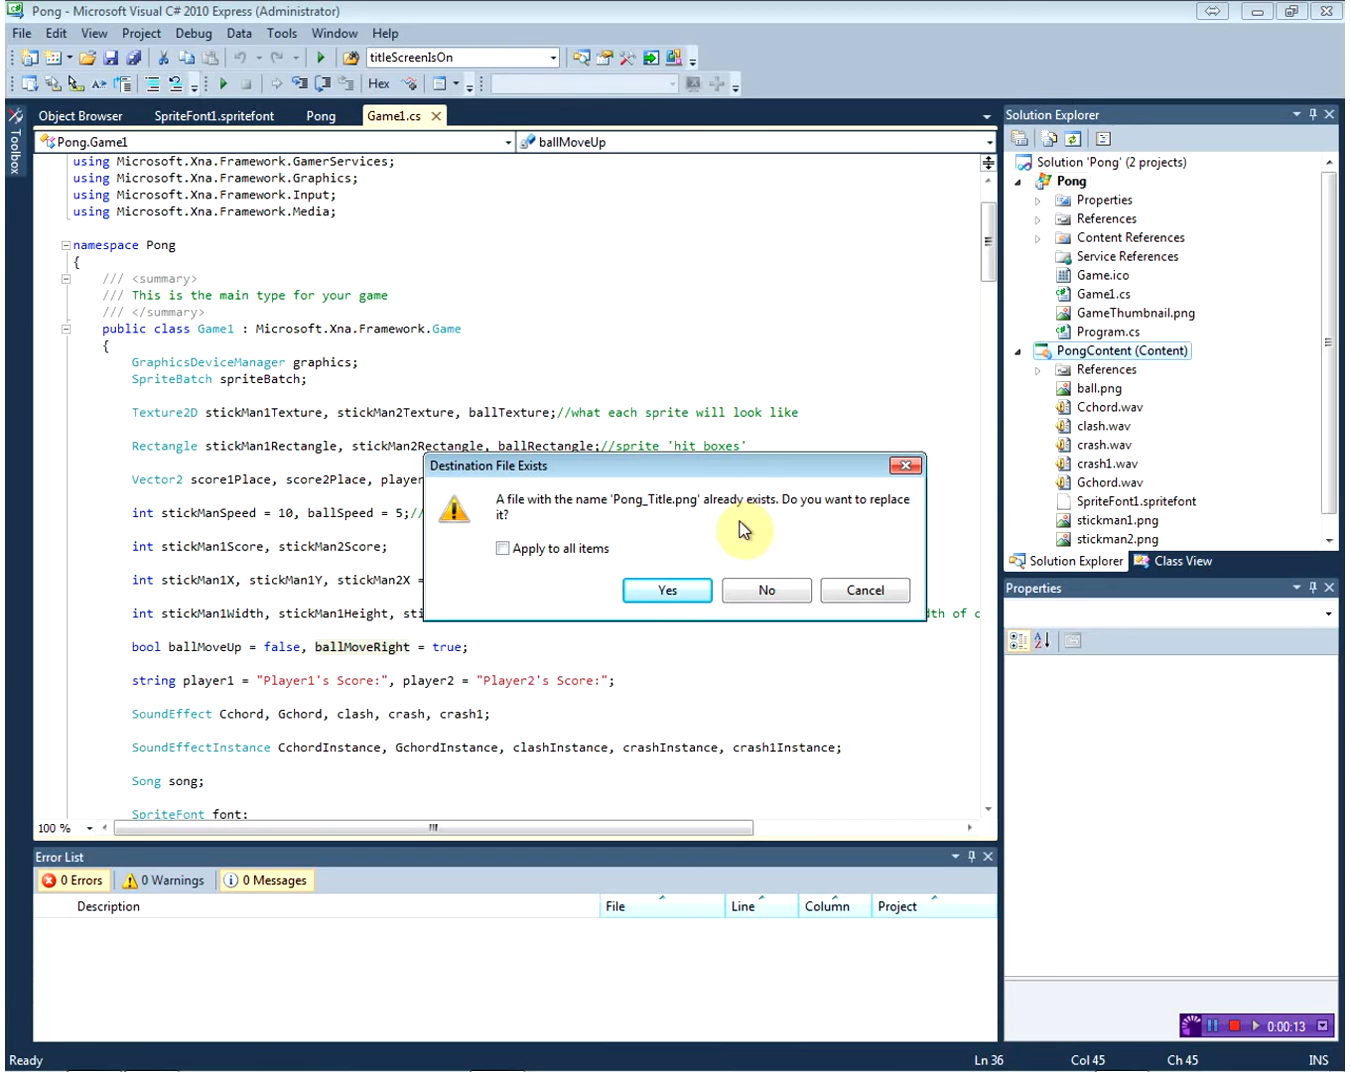 Pong - Microsoft Visual C# 2010 Express (Administrator)
File Edit View Project Debug Data Tools Window Help
titleScreenIsOn
Hex
Object Browser SpriteFont1.spritefont Pong Game1.cs
Toolbox
Pong.Game1 ballMoveUp
using Microsoft.Xna.Framework.GamerServices;
using Microsoft.Xna.Framework.Graphics;
using Microsoft.Xna.Framework.Input;
using Microsoft.Xna.Framework.Media;
namespace Pong
{
/// <summary>
/// This is the main type for your game
/// </summary>
public class Game1 : Microsoft.Xna.Framework.Game
{
GraphicsDeviceManager graphics;
SpriteBatch spriteBatch;
Texture2D stickMan1Texture, stickMan2Texture, ballTexture;//what each sprite will look like
Rectangle stickMan1Rectangle, stickMan2Rectangle, ballRectangle;//sprite 'hit boxes'
Vector2 score1Place, score2Place, player
int stickManSpeed = 10, ballSpeed = 5;//
int stickMan1Score, stickMan2Score;
int stickMan1X, stickMan1Y, stickMan2X =
int stickMan1Width, stickMan1Height, sti dth of c
bool ballMoveUp = false, ballMoveRight = true;
string player1 = "Player1's Score:", player2 = "Player2's Score:";
SoundEffect Cchord, Gchord, clash, crash, crash1;
SoundEffectInstance CchordInstance, GchordInstance, clashInstance, crashInstance, crash1Instance;
Song song;
SpriteFont font;
100 %
Destination File Exists
A file with the name 'Pong_Title.png' already exists. Do you want to replace
it?
Apply to all items
Yes No Cancel
Solution Explorer
Solution 'Pong' (2 projects)
Pong
Properties
References
Content References
Service References
Game.ico
Game1.cs
GameThumbnail.png
Program.cs
PongContent (Content)
References
ball.png
Cchord.wav
clash.wav
crash.wav
crash1.wav
Gchord.wav
SpriteFont1.spritefont
stickman1.png
stickman2.png
Solution Explorer Class View
Properties
Error List
0 Errors 0 Warnings 0 Messages
Description File Line Column Project
0:00:13
Ready Ln 36 Col 45 Ch 45 INS